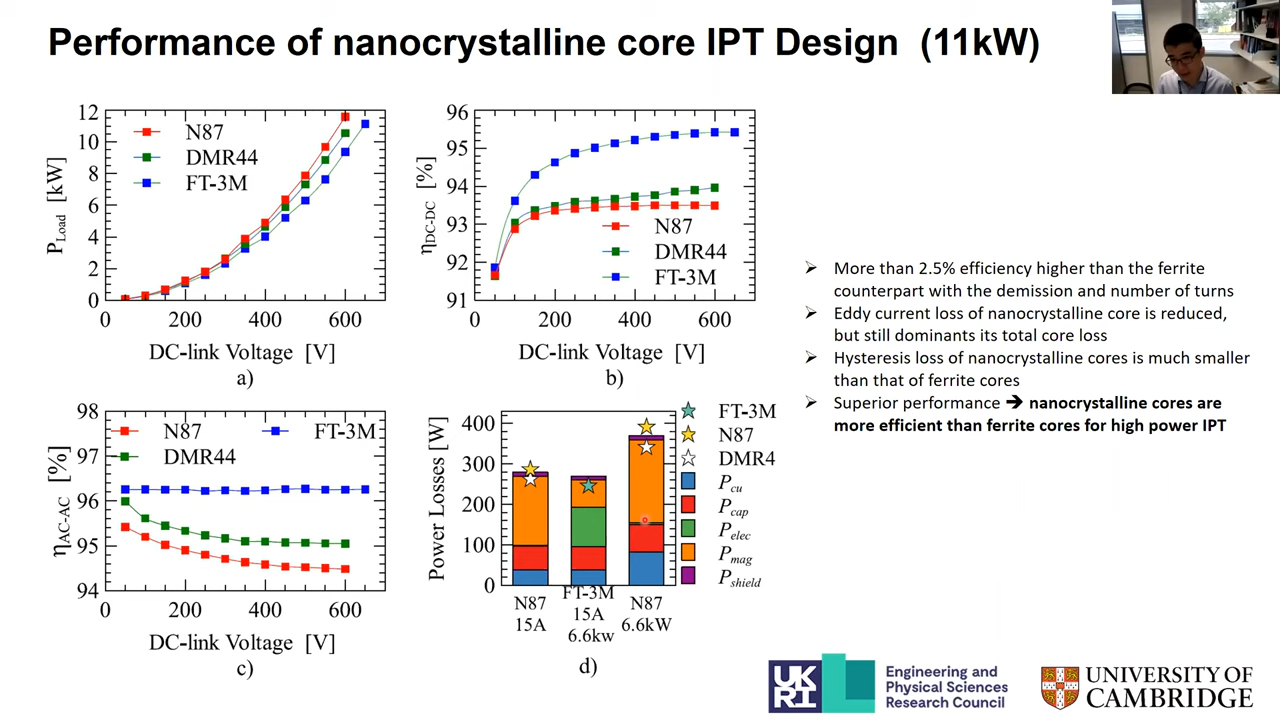 Performance of nanocrystalline core IPT Design (11kW)
12
10
8
6
4
2
0
P_Load [kW]
N87
DMR44
FT-3M
0
200
400
600
DC-link Voltage [V]
a)
96
95
94
93
92
91
η_DC-DC [%]
N87
DMR44
FT-3M
0
200
400
600
DC-link Voltage [V]
b)
More than 2.5% efficiency higher than the ferrite
counterpart with the demission and number of turns
Eddy current loss of nanocrystalline core is reduced,
but still dominants its total core loss
Hysteresis loss of nanocrystalline cores is much smaller
than that of ferrite cores
Superior performance ➔ nanocrystalline cores are
more efficient than ferrite cores for high power IPT
98
97
96
95
94
η_AC-AC [%]
N87
FT-3M
DMR44
0
200
400
600
DC-link Voltage [V]
c)
400
300
200
100
0
Power Losses [W]
FT-3M
N87
DMR4
P_cu
P_cap
P_elec
P_mag
P_shield
N87
15A
FT-3M
15A
6.6kw
N87
6.6kW
d)
UK
RI
Engineering and
Physical Sciences
Research Council
UNIVERSITY OF
CAMBRIDGE